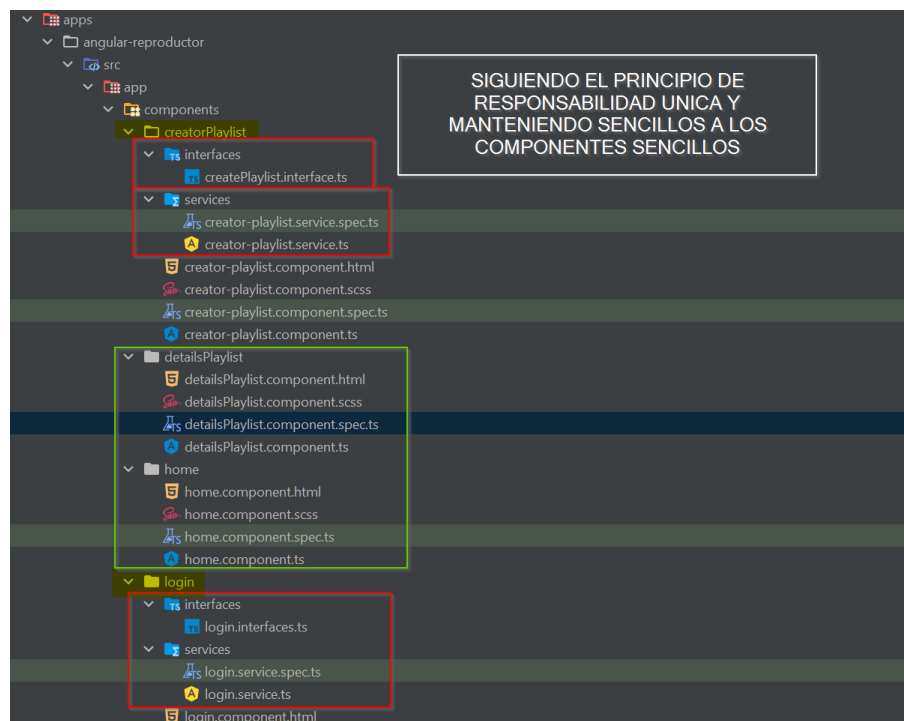 apps
angular-reproductor
src
app
components
creatorPlaylist
interfaces
createPlaylist.interface.ts
services
creator-playlist.service.spec.ts
creator-playlist.service.ts
creator-playlist.component.html
creator-playlist.component.scss
creator-playlist.component.spec.ts
creator-playlist.component.ts
detailsPlaylist
detailsPlaylist.component.html
detailsPlaylist.component.scss
detailsPlaylist.component.spec.ts
detailsPlaylist.component.ts
home
home.component.html
home.component.scss
home.component.spec.ts
home.component.ts
login
interfaces
login.interfaces.ts
services
login.service.spec.ts
login.service.ts
login.component.html
SIGUIENDO EL PRINCIPIO DE
RESPONSABILIDAD UNICA Y
MANTENIENDO SENCILLOS A LOS
COMPONENTES SENCILLOS